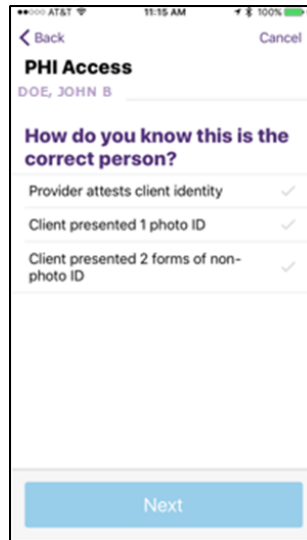 AT&T 11:15 AM 100%
Back Cancel
PHI Access
DOE, JOHN B
How do you know this is the
correct person?
Provider attests client identity
Client presented 1 photo ID
Client presented 2 forms of non-
photo ID
Next